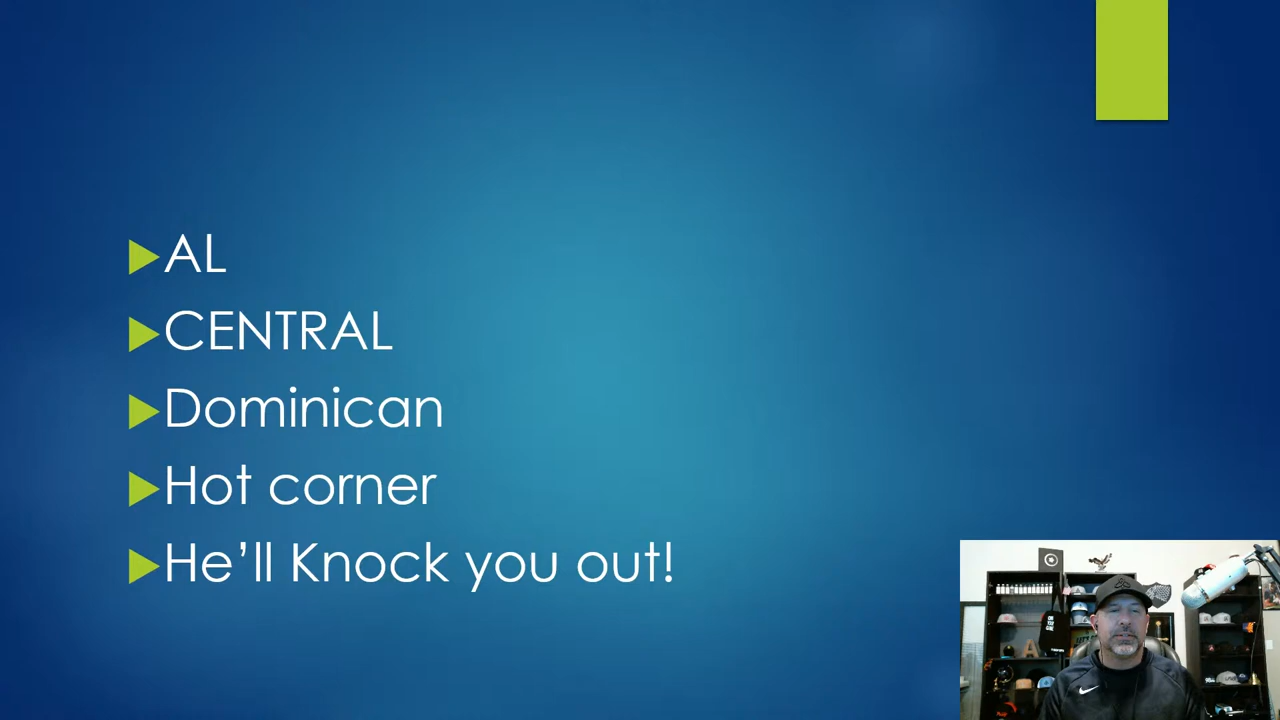 AL
CENTRAL
Dominican
Hot corner
He’ll Knock you out!